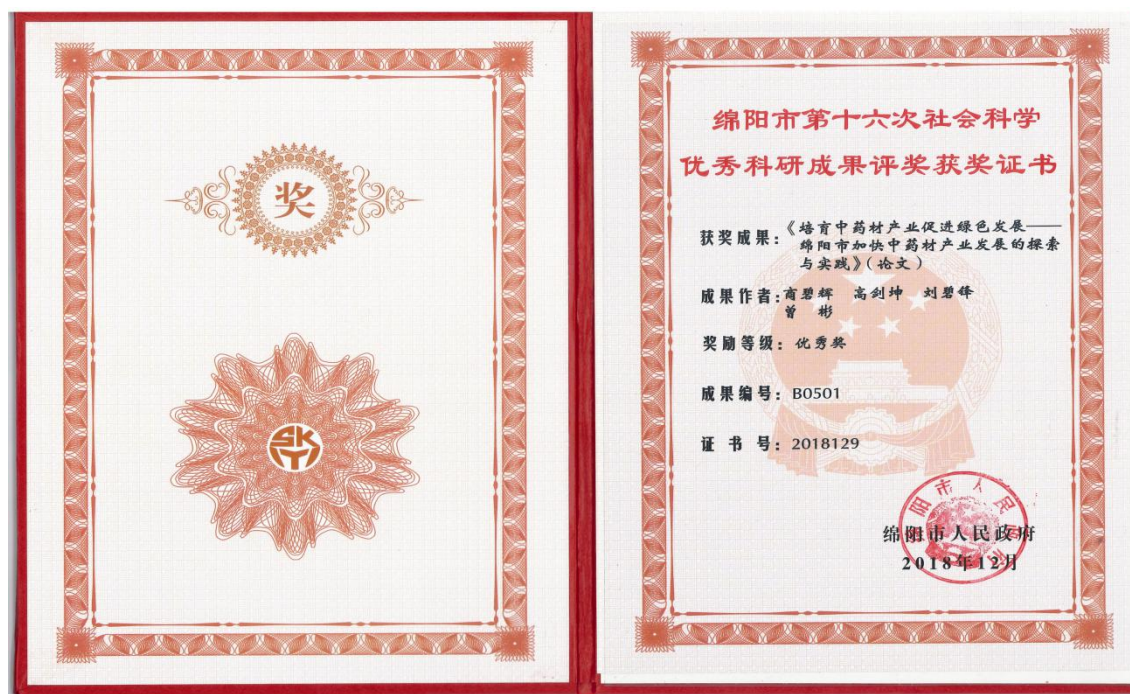 奖
SK
绵阳市第十六次社会科学
优秀科研成果评奖获奖证书
获奖成果：《培育中药材产业促进绿色发展——
绵阳市加快中药材产业发展的探索
与实践》（论文）
成果作者：商碧辉 高剑坤 刘碧锋
曾 彬
奖励等级：优秀奖
成果编号：B0501
证书号：2018129
绵阳市人民政府
2018年12月